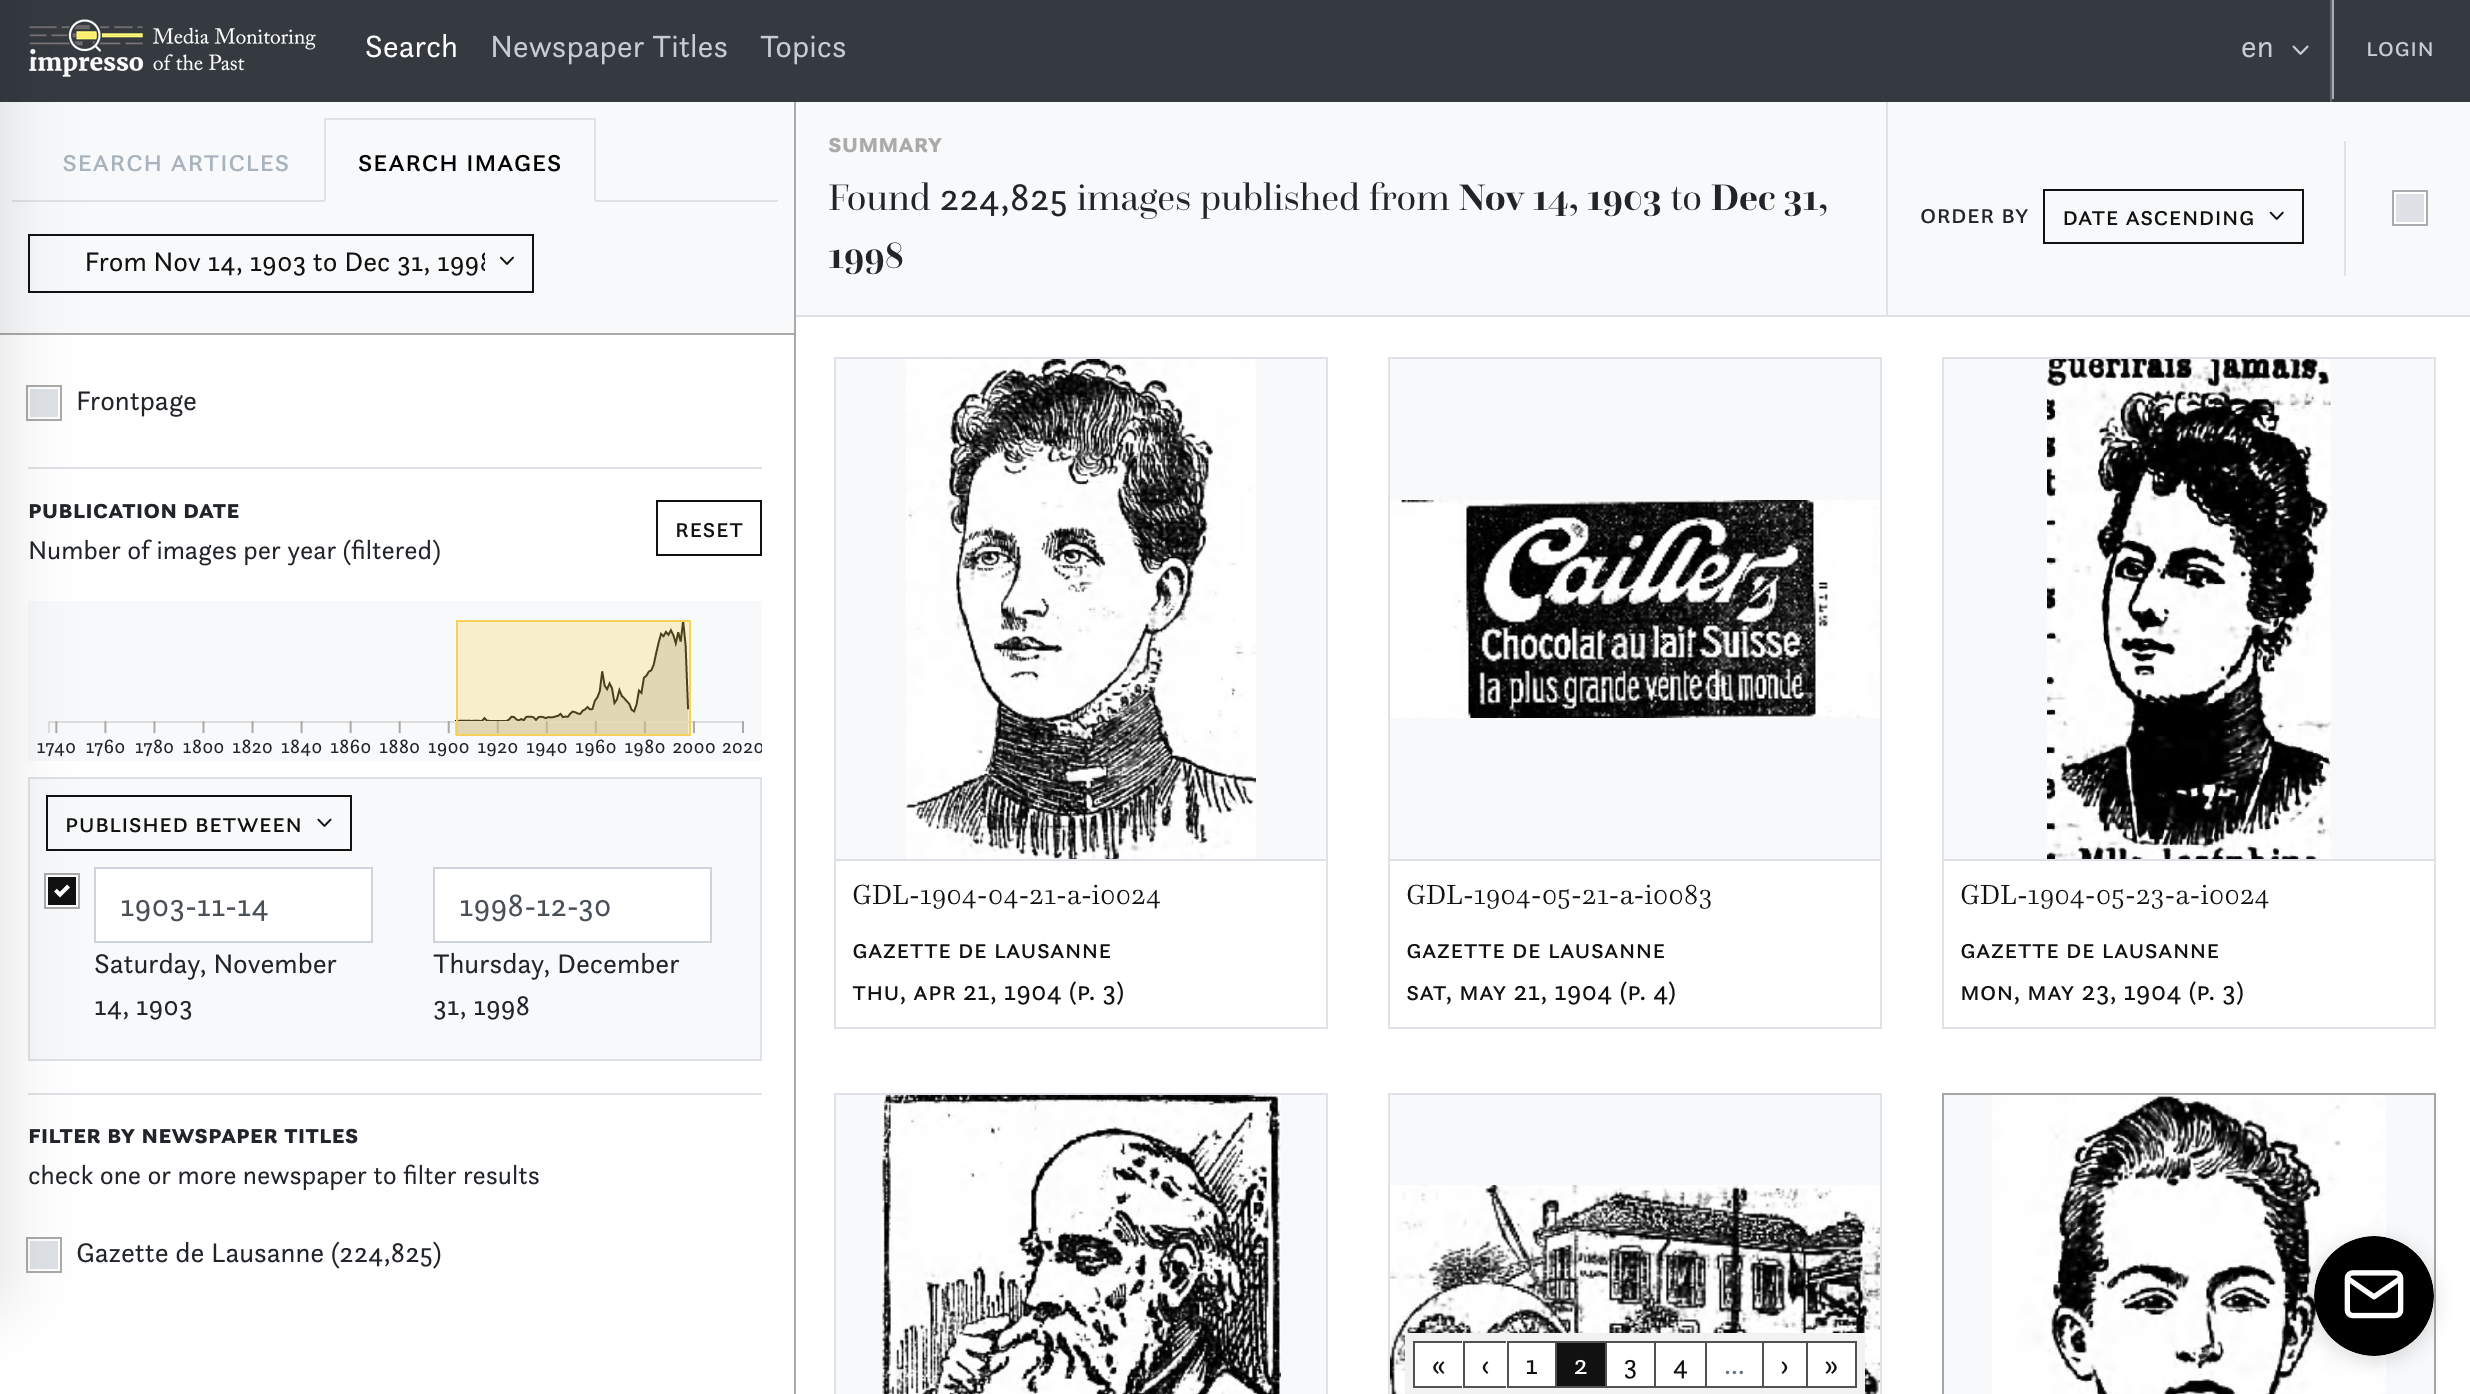 impresso
Media Monitoring
of the Past
Search
Newspaper Titles
Topics
en
LOGIN
SEARCH ARTICLES
SEARCH IMAGES
From Nov 14, 1903 to Dec 31, 1998
Frontpage
PUBLICATION DATE
Number of images per year (filtered)
RESET
1740 1760 1780 1800 1820 1840 1860 1880 1900 1920 1940 1960 1980 2000 2020
PUBLISHED BETWEEN
1903-11-14
Saturday, November
14, 1903
1998-12-30
Thursday, December
31, 1998
FILTER BY NEWSPAPER TITLES
check one or more newspaper to filter results
Gazette de Lausanne (224,825)
SUMMARY
Found 224,825 images published from Nov 14, 1903 to Dec 31,
1998
ORDER BY
DATE ASCENDING
GDL-1904-04-21-a-i0024
GAZETTE DE LAUSANNE
THU, APR 21, 1904 (P. 3)
Cailler's
Chocolat au lait Suisse
la plus grande vente du monde
GDL-1904-05-21-a-i0083
GAZETTE DE LAUSANNE
SAT, MAY 21, 1904 (P. 4)
guérirais jamais,
GDL-1904-05-23-a-i0024
GAZETTE DE LAUSANNE
MON, MAY 23, 1904 (P. 3)
« ‹ 1 2 3 4 ... › »